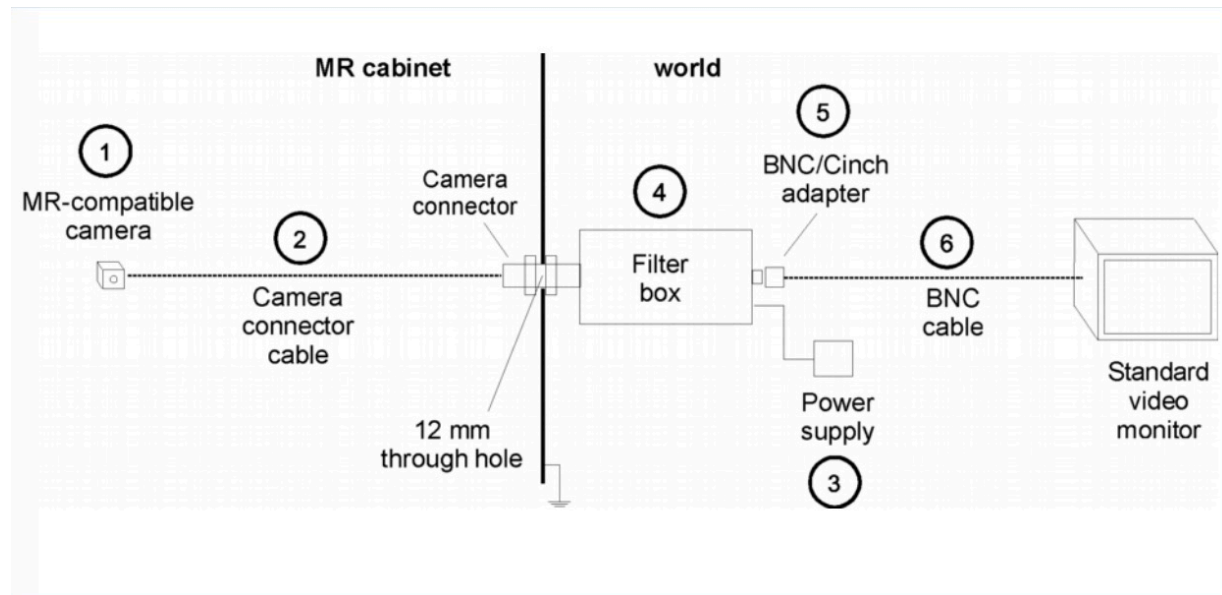 MR cabinet
world
1
MR-compatible
camera
2
Camera
connector
cable
Camera
connector
12 mm
through hole
4
Filter
box
5
BNC/Cinch
adapter
6
BNC
cable
Power
supply
3
Standard
video
monitor